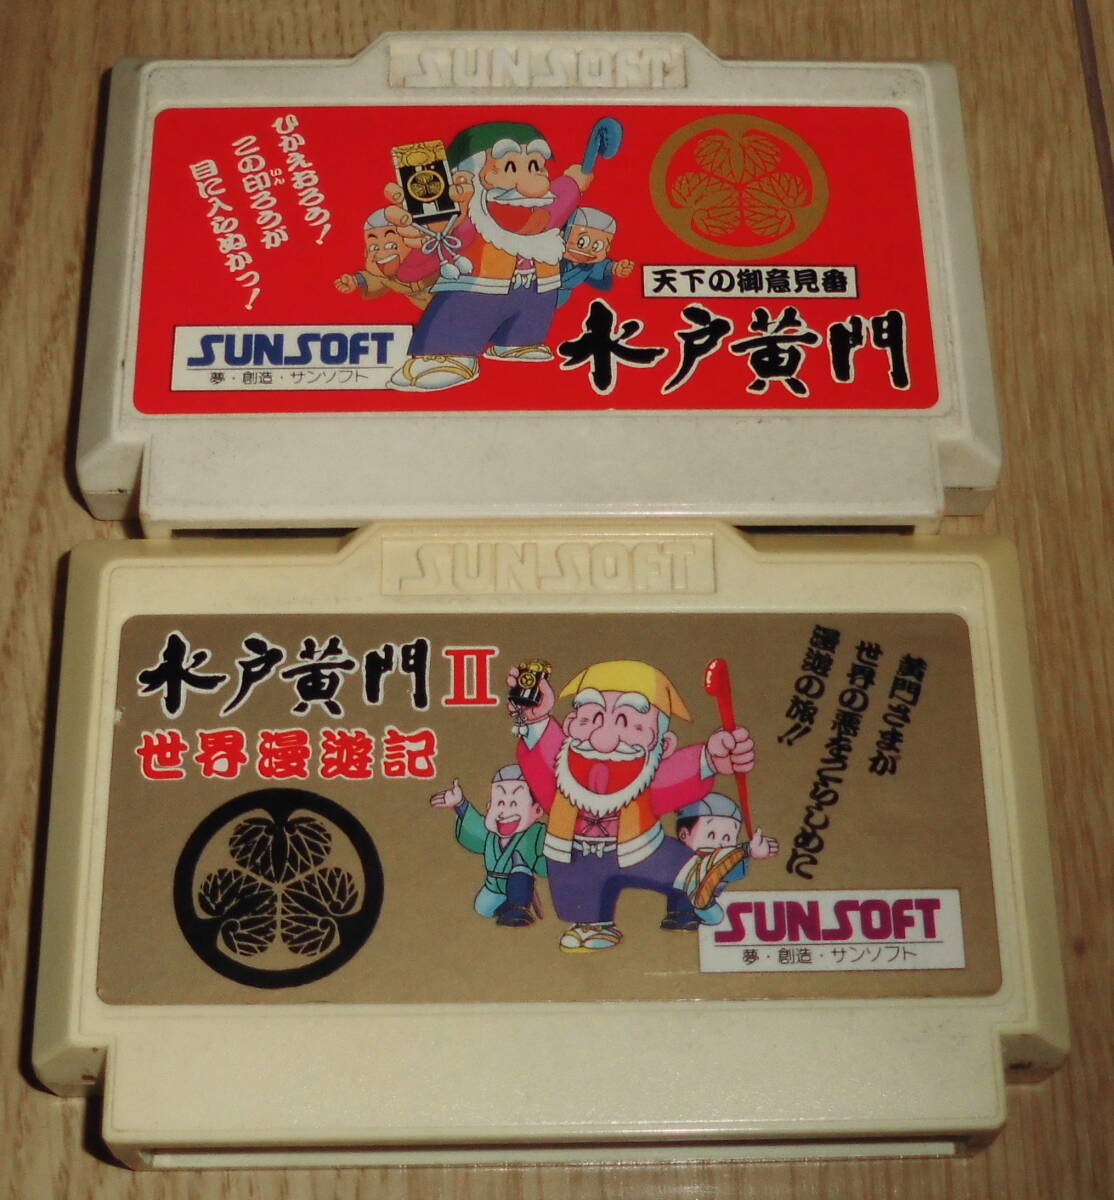 SUNSOFT
ひかえおろう!
この印ろうが
いん
目に入らぬかっ!
天下の御意見番
水戸黄門
SUNSOFT
夢・創造・サンソフト
SUNSOFT
水戸黄門II
世界漫遊記
黄門さまが
世界の悪をこらしめに
漫遊の旅!!
SUNSOFT
夢・創造・サンソフト